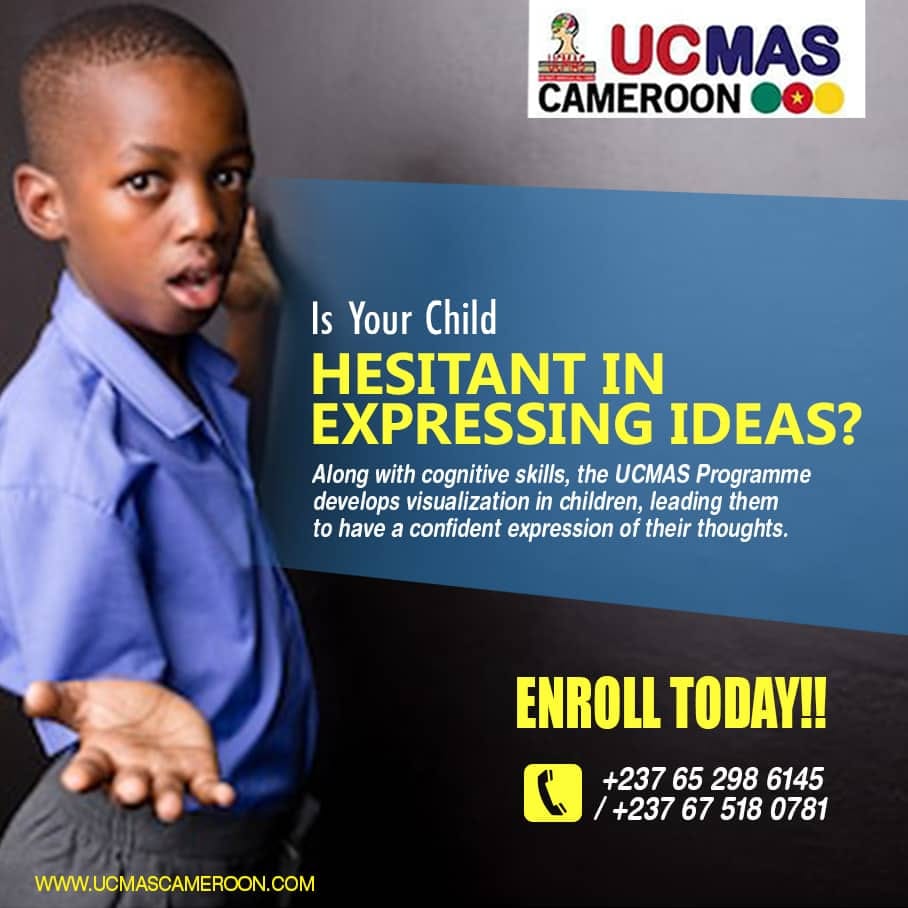 UCMAS
UCMAS
CAMEROON
Is Your Child
HESITANT IN
EXPRESSING IDEAS?
Along with cognitive skills, the UCMAS Programme
develops visualization in children, leading them
to have a confident expression of their thoughts.
ENROLL TODAY!!
+237 65 298 6145
/ +237 67 518 0781
WWW.UCMASCAMEROON.COM